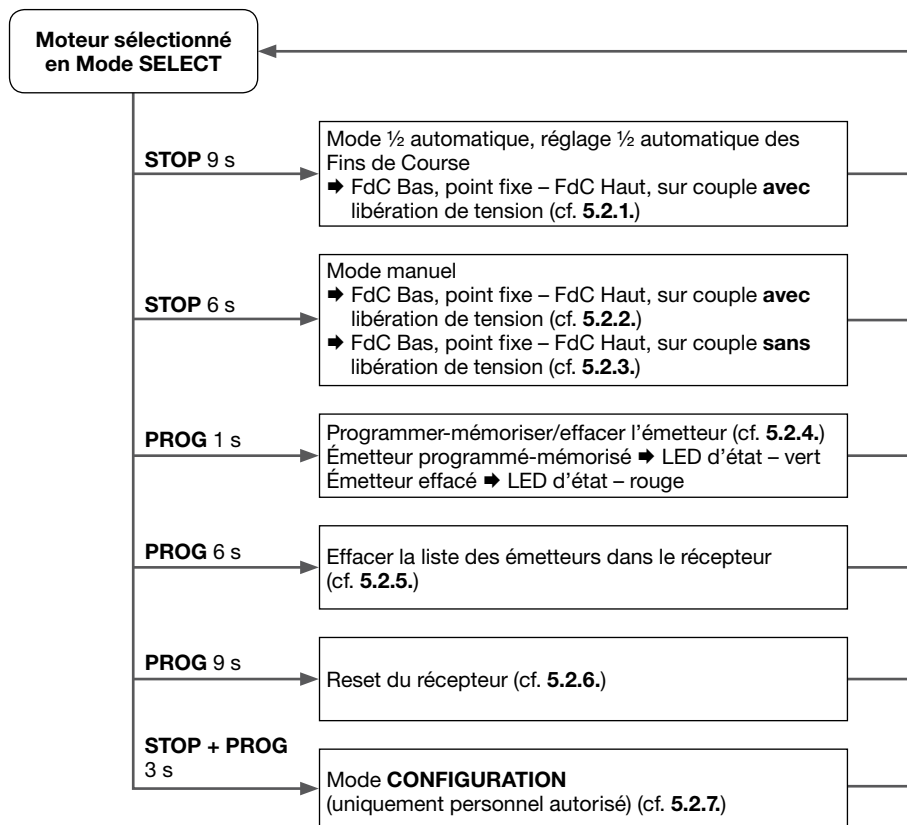 Moteur sélectionné
en Mode SELECT
STOP 9 s
Mode ½ automatique, réglage ½ automatique des
Fins de Course
➡ FdC Bas, point fixe – FdC Haut, sur couple avec
libération de tension (cf. 5.2.1.)
STOP 6 s
Mode manuel
➡ FdC Bas, point fixe – FdC Haut, sur couple avec
libération de tension (cf. 5.2.2.)
➡ FdC Bas, point fixe – FdC Haut, sur couple sans
libération de tension (cf. 5.2.3.)
PROG 1 s
Programmer-mémoriser/effacer l’émetteur (cf. 5.2.4.)
Émetteur programmé-mémorisé ➡ LED d’état – vert
Émetteur effacé ➡ LED d’état – rouge
PROG 6 s
Effacer la liste des émetteurs dans le récepteur
(cf. 5.2.5.)
PROG 9 s
Reset du récepteur (cf. 5.2.6.)
STOP + PROG
3 s
Mode CONFIGURATION
(uniquement personnel autorisé) (cf. 5.2.7.)